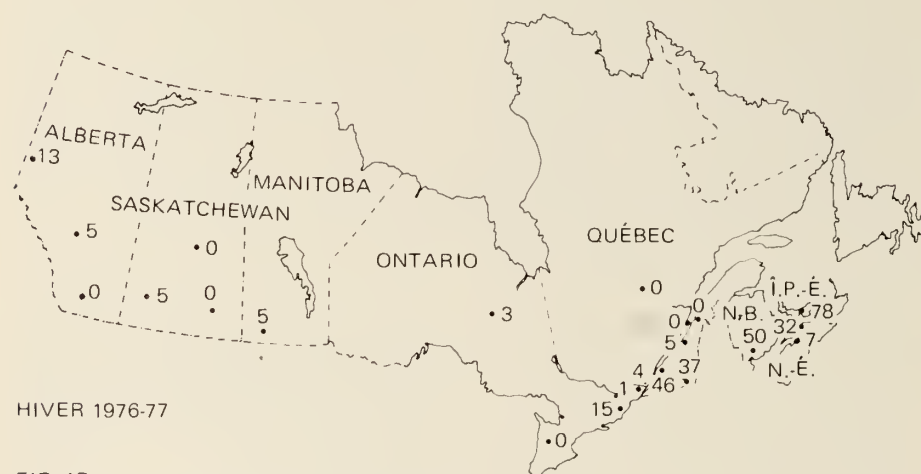 ALBERTA
13
MANITOBA
SASKATCHEWAN
5
0
QUÉBEC
ONTARIO
0
5
0
5
3
0
Î.P.-É.
N.B.
0
0
78
32
50
7
5
N.-É.
4
37
1
46
15
0
HIVER 1976-77